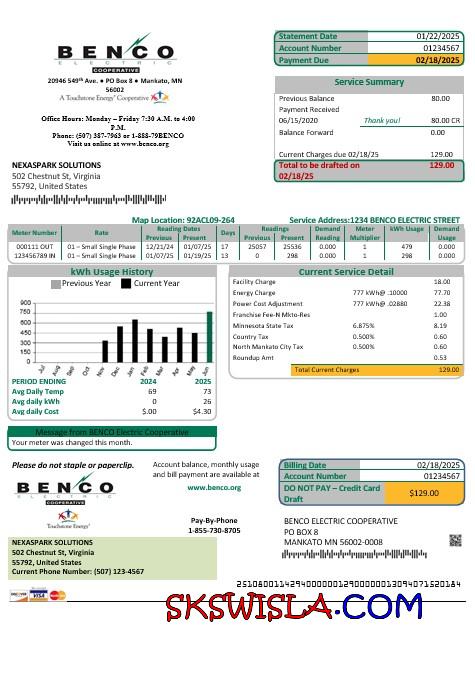 BENCO
ELECTRIC
COOPERATIVE
20946 549th Ave. • PO Box 8 • Mankato, MN
56002
A Touchstone Energy Cooperative
Office Hours: Monday – Friday 7:30 A.M. to 4:00
P.M.
Phone: (507) 387-7963 or 1-888-79BENCO
Visit us online at www.benco.org
Statement Date 01/22/2025
Account Number 01234567
Payment Due 02/18/2025
Service Summary
Previous Balance 80.00
Payment Received
06/15/2020 Thank you! 80.00 CR
Balance Forward 0.00
Current Charges due 02/18/25 129.00
Total to be drafted on 129.00
02/18/25
NEXASPARK SOLUTIONS
502 Chestnut St, Virginia
55792, United States
Map Location: 92ACL09-264 Service Address:1234 BENCO ELECTRIC STREET
Meter Number Rate Reading Dates Previous Present Days Readings Previous Present Demand Reading Meter Multiplier kWh Usage Demand Usage
000111 OUT 01 – Small Single Phase 12/21/24 01/07/25 17 25057 25536 0.000 1 479 0.000
123456789 IN 01 – Small Single Phase 01/07/25 01/19/25 13 0 298 0.000 1 298 0.000
kWh Usage History
Previous Year Current Year
900
750
600
450
300
150
0
Jul Aug Sep Oct Nov Dec Jan Feb Mar Apr May Jun
PERIOD ENDING 2024 2025
Avg Daily Temp 69 73
Avg daily kWh 0 26
Avg daily Cost $.00 $4.30
Current Service Detail
Facility Charge 18.00
Energy Charge 777 kWh@ .10000 77.70
Power Cost Adjustment 777 kWh@ .02880 22.38
Franchise Fee-N Mkto-Res 1.00
Minnesota State Tax 6.875% 8.19
Country Tax 0.500% 0.60
North Mankato City Tax 0.500% 0.60
Roundup Amt 0.53
Total Current Charges 129.00
Message from BENCO Electric Cooperative
Your meter was changed this month.
Please do not staple or paperclip.
BENCO
ELECTRIC
COOPERATIVE
Touchstone Energy
Account balance, monthly usage
and bill payment are available at
www.benco.org
Pay-By-Phone
1-855-730-8705
Billing Date 02/18/2025
Account Number 01234567
DO NOT PAY – Credit Card
Draft
$129.00
BENCO ELECTRIC COOPERATIVE
PO BOX 8
MANKATO MN 56002-0008
NEXASPARK SOLUTIONS
502 Chestnut St, Virginia
55792, United States
Current Phone Number: (507) 123-4567
DISCOVER VISA MasterCard
SKSWISLA.COM